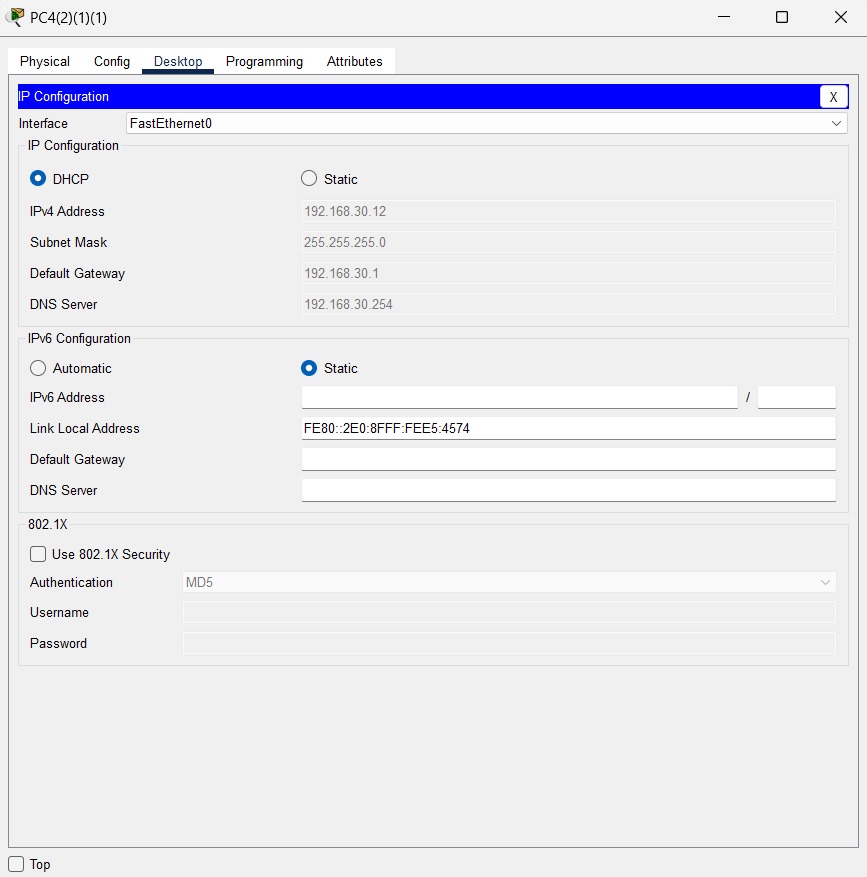 PC4(2)(1)(1)
Physical Config Desktop Programming Attributes
IP Configuration X
Interface FastEthernet0
IP Configuration
DHCP Static
IPv4 Address 192.168.30.12
Subnet Mask 255.255.255.0
Default Gateway 192.168.30.1
DNS Server 192.168.30.254
IPv6 Configuration
Automatic Static
IPv6 Address /
Link Local Address FE80::2E0:8FFF:FEE5:4574
Default Gateway
DNS Server
802.1X
Use 802.1X Security
Authentication MD5
Username
Password
Top